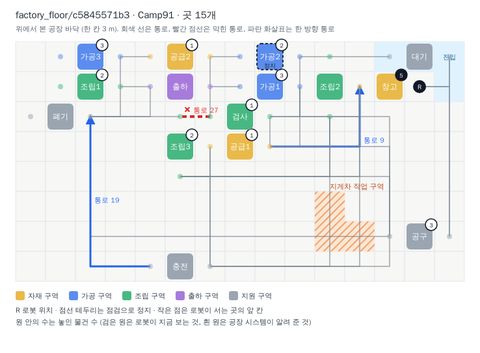 factory_floor/c5845571b3 · Camp91 · 곳 15개
위에서 본 공장 바닥 (한 칸 3 m). 회색 선은 통로, 빨간 점선은 막힌 통로, 파란 화살표는 한 방향 통로
가공3 3 공급2 1 가공2 2 대기 진입
조립1 2 출하 가공1 3 조립2 창고 5 R
폐기 ✖ 통로 27 검사 1
조립3 2 공급1 1 통로 9
지게차 작업 구역
통로 19
공구 3
충전
자재 구역 가공 구역 조립 구역 출하 구역 지원 구역
R 로봇 위치 · 점선 테두리는 점검으로 정지 · 작은 점은 로봇이 서는 곳의 앞 칸
원 안의 수는 놓인 물건 수 (검은 원은 로봇이 지금 보는 것, 흰 원은 공장 시스템이 알려 준 것)